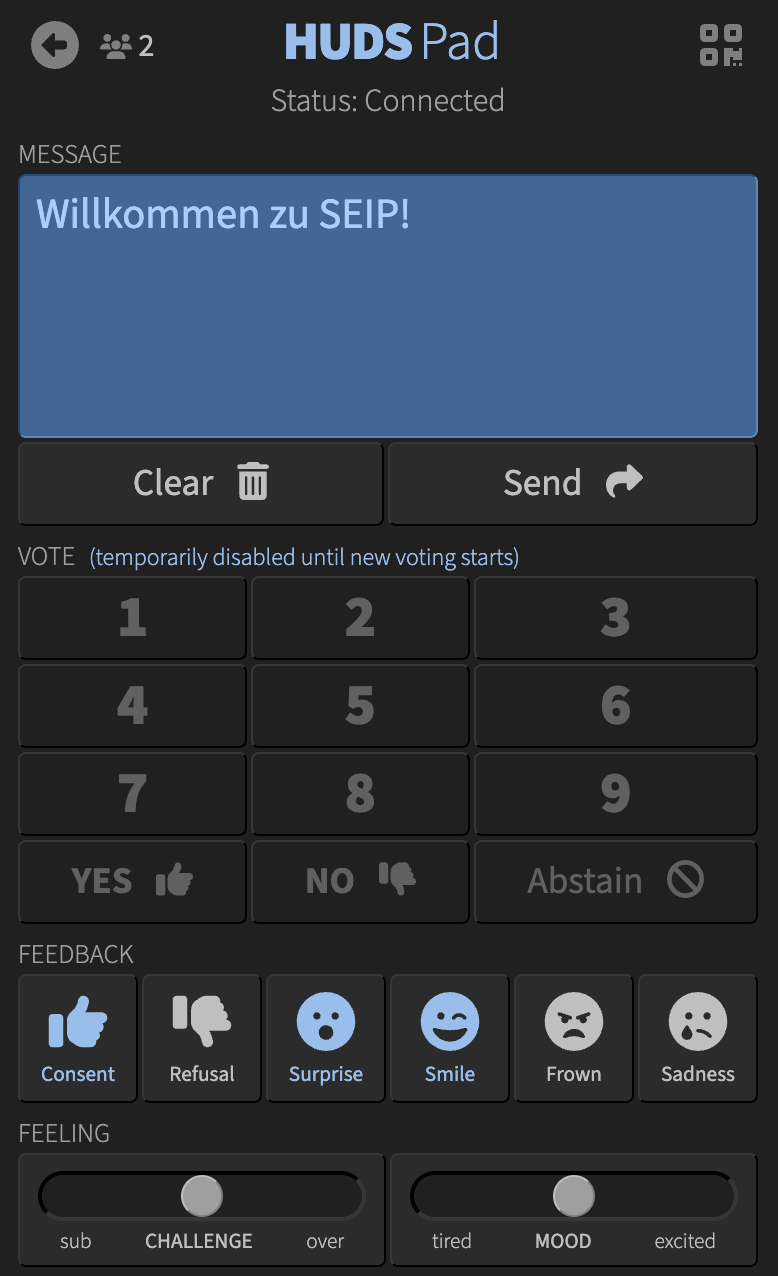 2 HUDS Pad
Status: Connected
MESSAGE
Willkommen zu SEIP!
Clear Send
VOTE (temporarily disabled until new voting starts)
1 2 3
4 5 6
7 8 9
YES NO Abstain
FEEDBACK
Consent Refusal Surprise Smile Frown Sadness
FEELING
sub CHALLENGE over tired MOOD excited